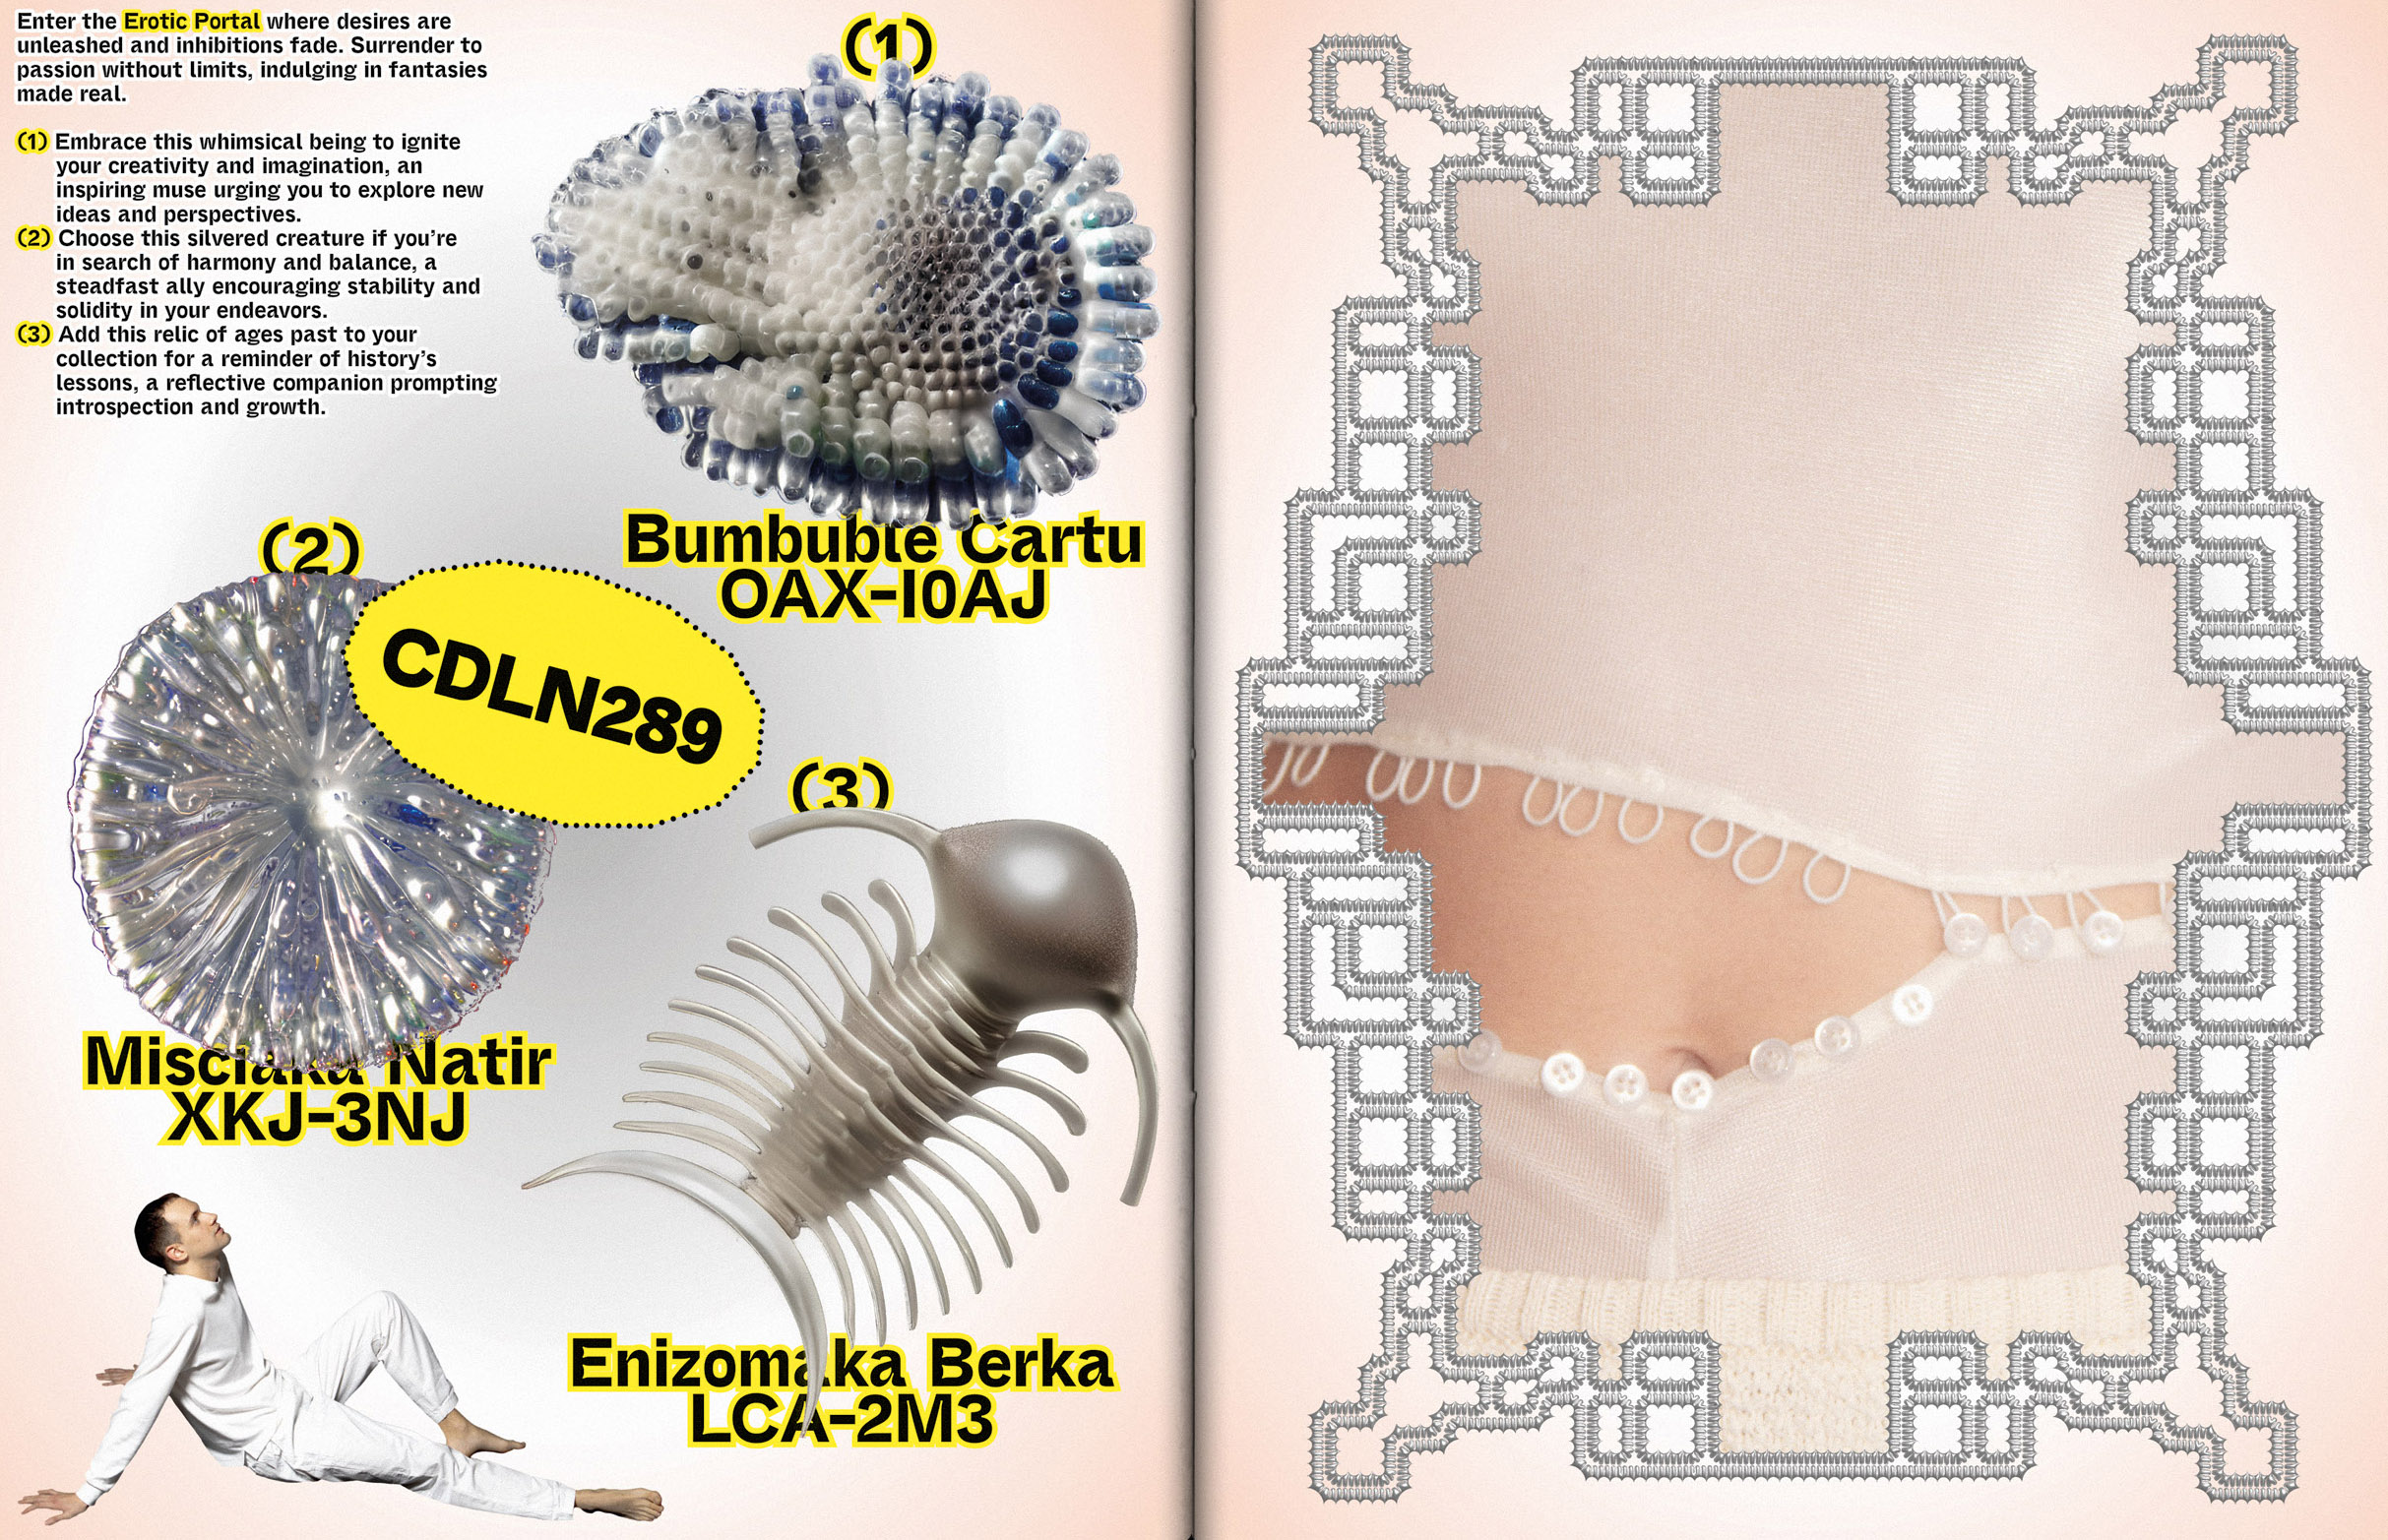 Enter the Erotic Portal where desires are
unleashed and inhibitions fade. Surrender to
passion without limits, indulging in fantasies
made real.
(1) Embrace this whimsical being to ignite
your creativity and imagination, an
inspiring muse urging you to explore new
ideas and perspectives.
(2) Choose this silvered creature if you're
in search of harmony and balance, a
steadfast ally encouraging stability and
solidity in your endeavors.
(3) Add this relic of ages past to your
collection for a reminder of history's
lessons, a reflective companion prompting
introspection and growth.
(1)
Bumbuble Cartu
OAX-I0AJ
(2)
CDLN289
Misciaka Natir
XKJ-3NJ
(3)
Enizomaka Berka
LCA-2M3